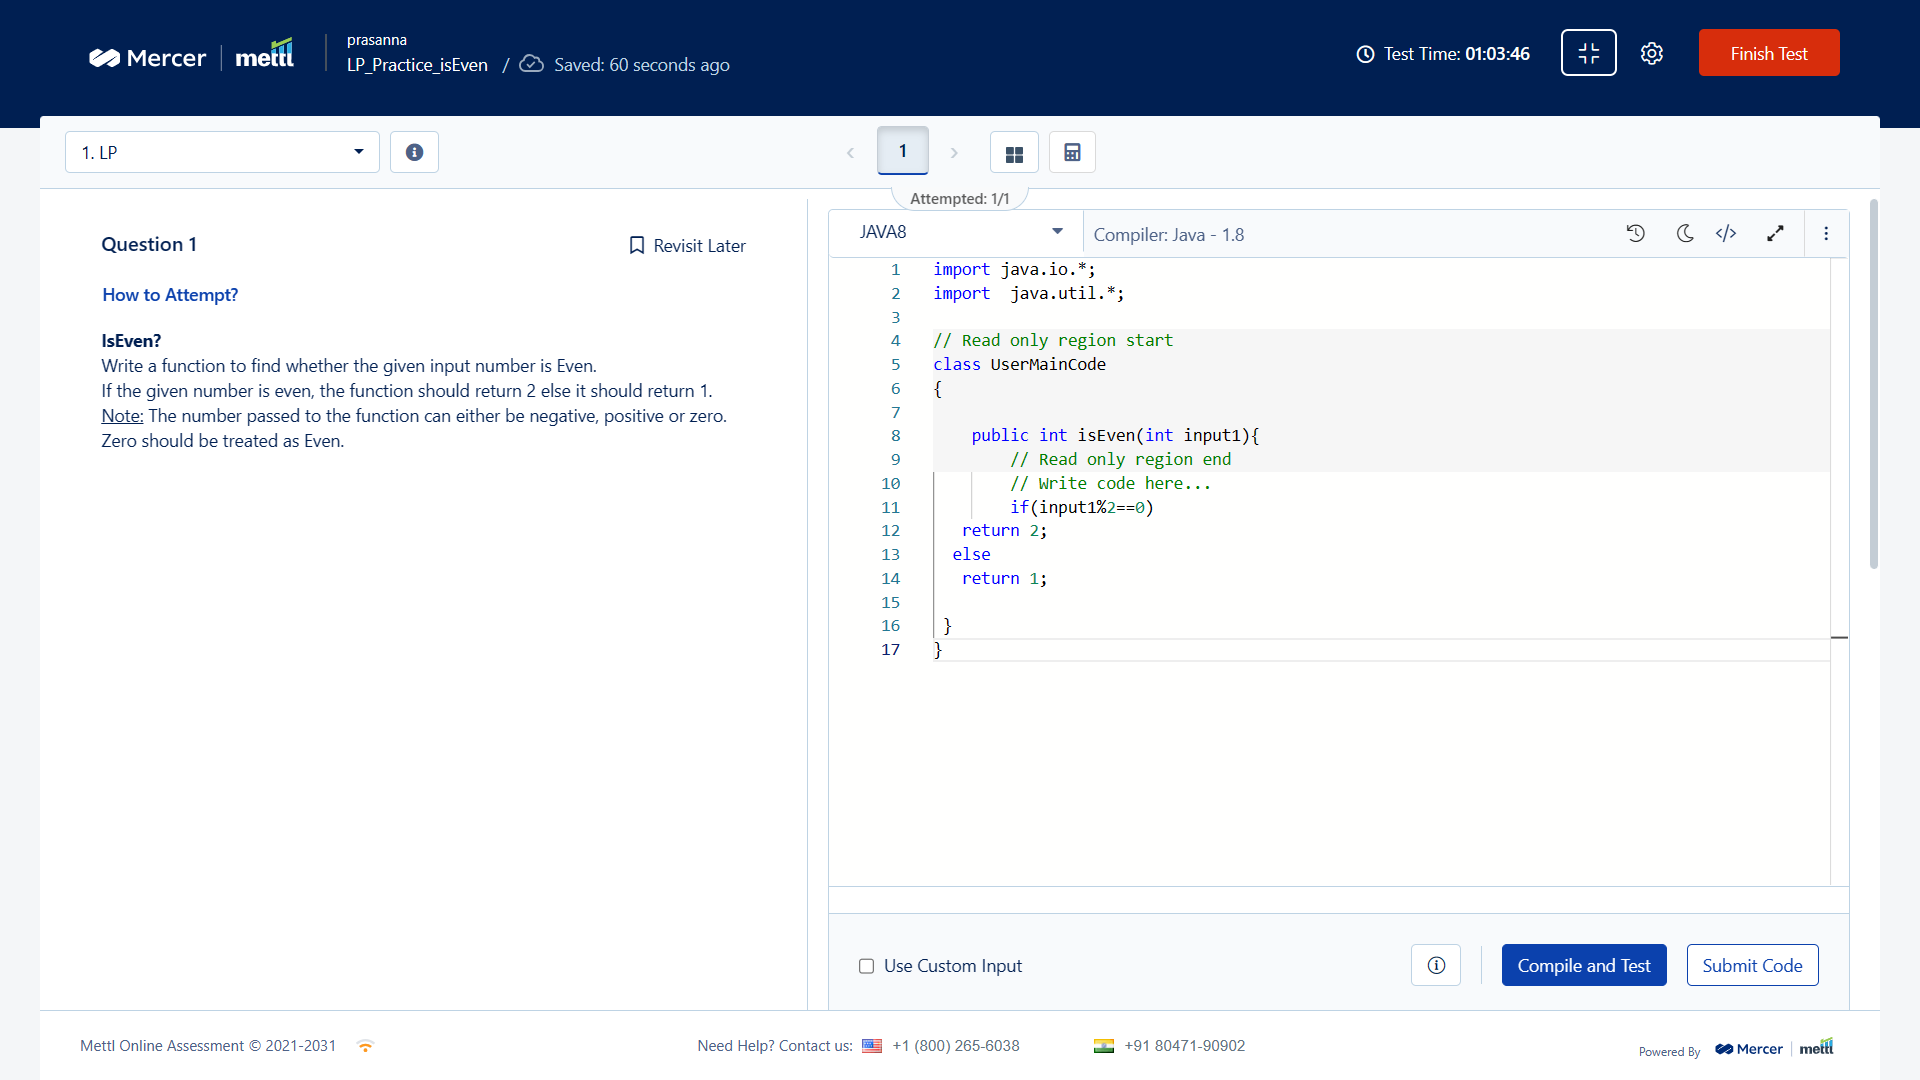 Mercer mettl
prasanna
LP_Practice_isEven / Saved: 60 seconds ago
Test Time: 01:03:46
Finish Test
1. LP
1
Attempted: 1/1
Question 1
Revisit Later
How to Attempt?
IsEven?
Write a function to find whether the given input number is Even.
If the given number is even, the function should return 2 else it should return 1.
Note: The number passed to the function can either be negative, positive or zero.
Zero should be treated as Even.
JAVA8
Compiler: Java - 1.8
1 import java.io.*;
2 import  java.util.*;
3
4 // Read only region start
5 class UserMainCode
6 {
7
8     public int isEven(int input1){
9         // Read only region end
10         // Write code here...
11         if(input1%2==0)
12    return 2;
13   else
14    return 1;
15
16  }
17 }
Use Custom Input
Compile and Test
Submit Code
Mettl Online Assessment © 2021-2031
Need Help? Contact us: +1 (800) 265-6038
+91 80471-90902
Powered By Mercer mettl